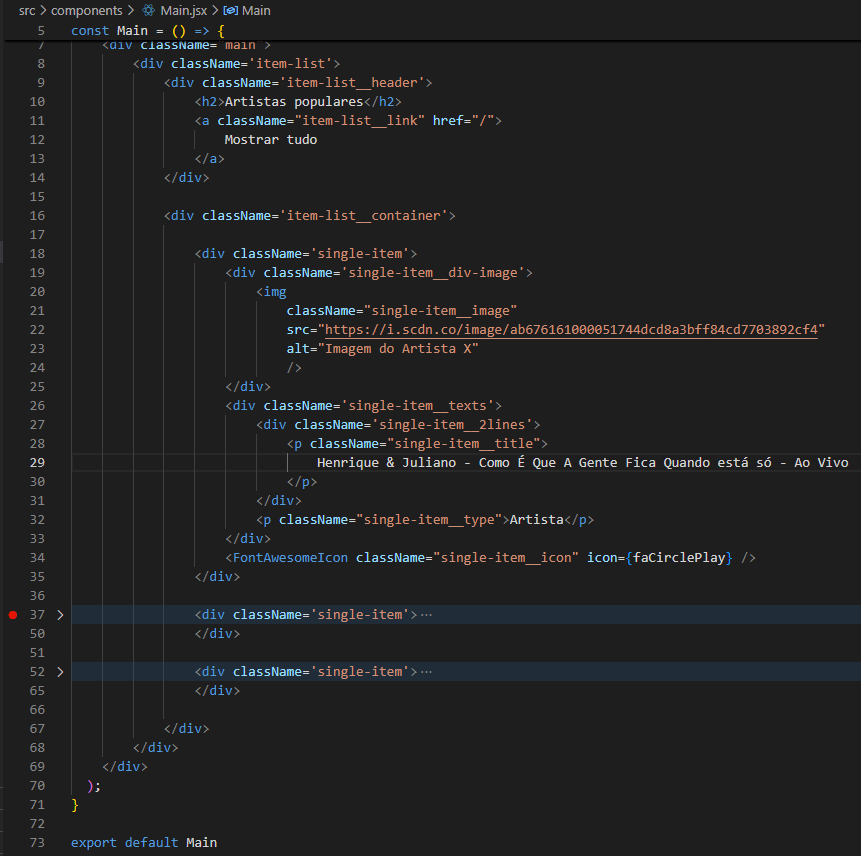 src > components > Main.jsx > Main
5 const Main = () => {
7 <div className='main'>
8 <div className='item-list'>
9 <div className='item-list__header'>
10 <h2>Artistas populares</h2>
11 <a className="item-list__link" href="/">
12 Mostrar tudo
13 </a>
14 </div>
15
16 <div className='item-list__container'>
17
18 <div className='single-item'>
19 <div className='single-item__div-image'>
20 <img
21 className="single-item__image"
22 src="https://i.scdn.co/image/ab676161000051744dcd8a3bff84cd7703892cf4"
23 alt="Imagem do Artista X"
24 />
25 </div>
26 <div className='single-item__texts'>
27 <div className='single-item__2lines'>
28 <p className="single-item__title">
29 Henrique & Juliano - Como É Que A Gente Fica Quando está só - Ao Vivo
30 </p>
31 </div>
32 <p className="single-item__type">Artista</p>
33 </div>
34 <FontAwesomeIcon className="single-item__icon" icon={faCirclePlay} />
35 </div>
36
37 > <div className='single-item'>···
50 </div>
51
52 > <div className='single-item'>···
65 </div>
66
67 </div>
68 </div>
69 </div>
70 );
71 }
72
73 export default Main